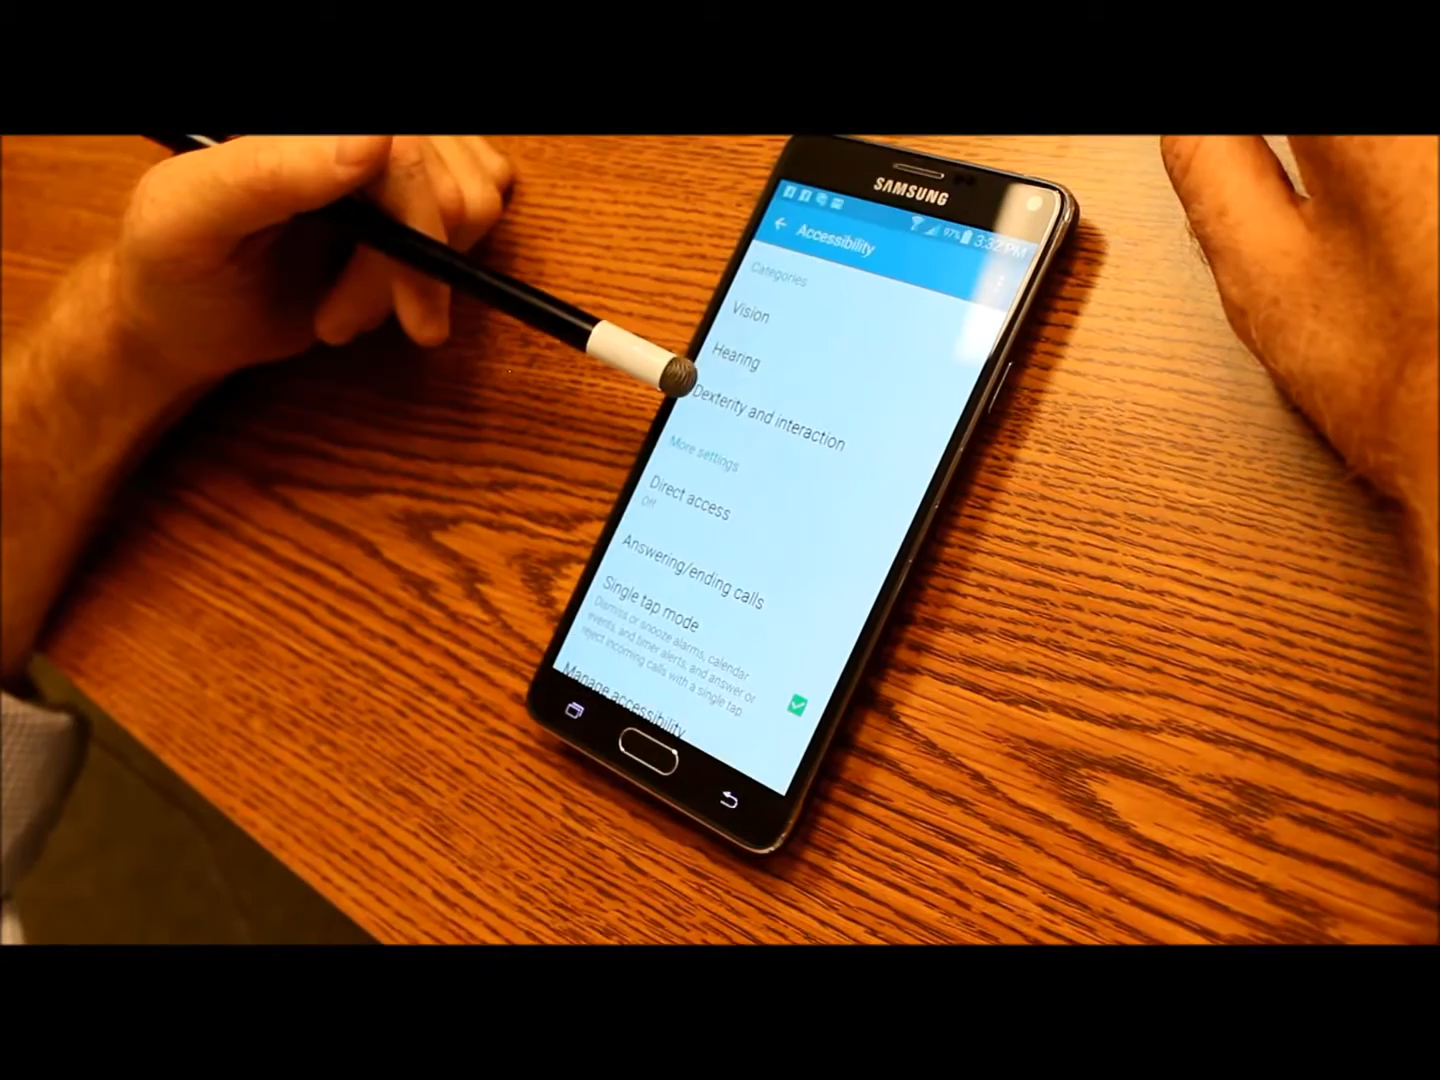 SAMSUNG
97% 3:32 PM
Accessibility
Categories
Vision
Hearing
Dexterity and interaction
More settings
Direct access
Off
Answering/ending calls
Single tap mode
Dismiss or snooze alarms, calendar
events, and timer alerts, and answer or
reject incoming calls with a single tap
Manage accessibility